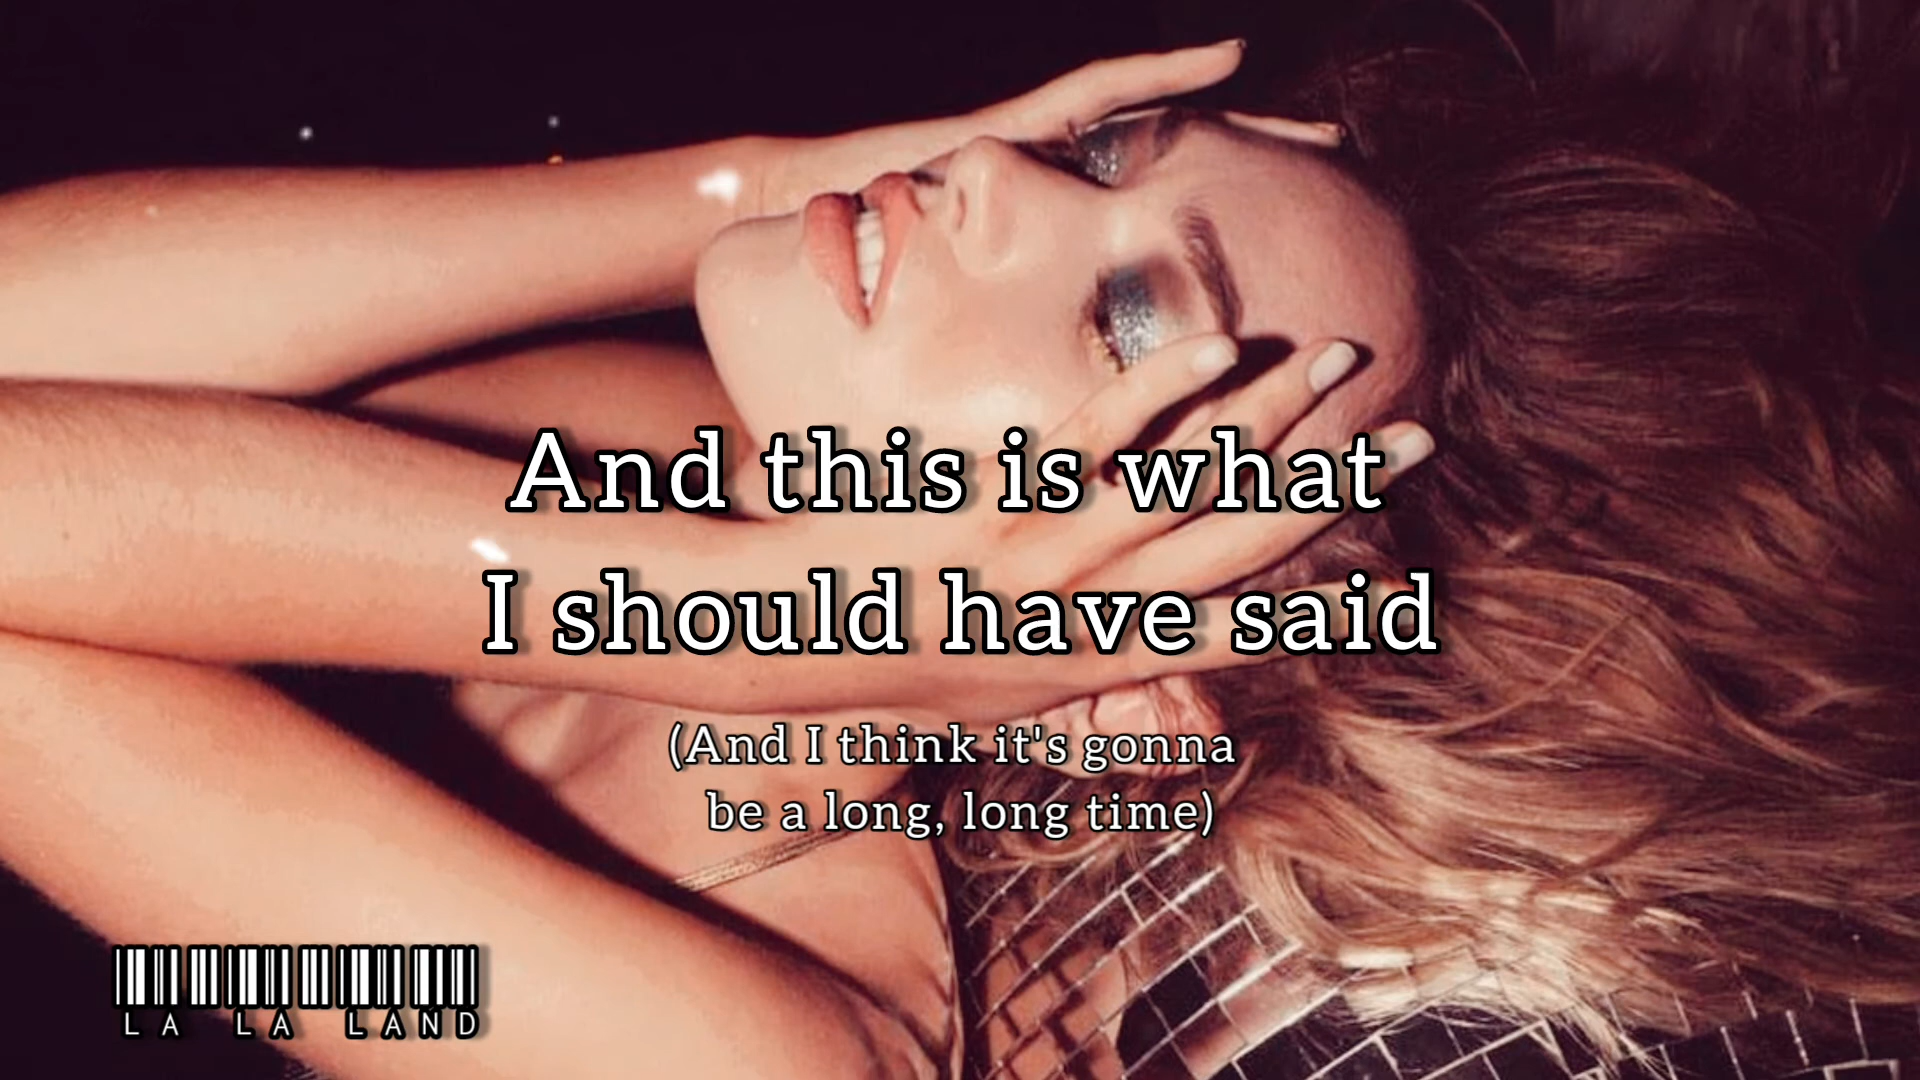 And this is what
I should have said
(And I think it's gonna
be a long, long time)
LA LA LAND